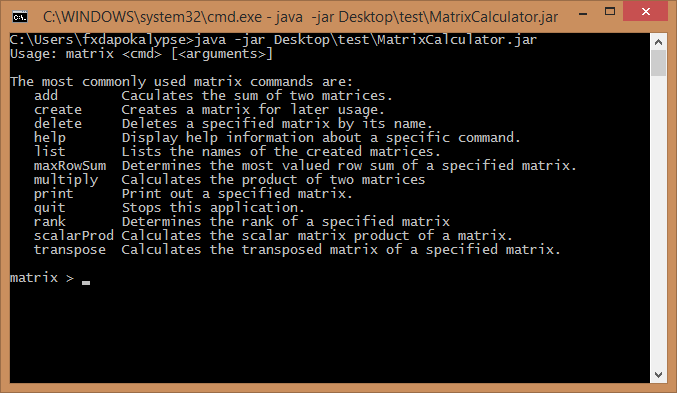 C:\WINDOWS\system32\cmd.exe - java -jar Desktop\test\MatrixCalculator.jar
C:\Users\fxdapokalypse>java -jar Desktop\test\MatrixCalculator.jar
Usage: matrix <cmd> [<arguments>]
The most commonly used matrix commands are:
add Caculates the sum of two matrices.
create Creates a matrix for later usage.
delete Deletes a specified matrix by its name.
help Display help information about a specific command.
list Lists the names of the created matrices.
maxRowSum Determines the most valued row sum of a specified matrix.
multiply Calculates the product of two matrices
print Print out a specified matrix.
quit Stops this application.
rank Determines the rank of a specified matrix
scalarProd Calculates the scalar matrix product of a matrix.
transpose Calculates the transposed matrix of a specified matrix.
matrix >